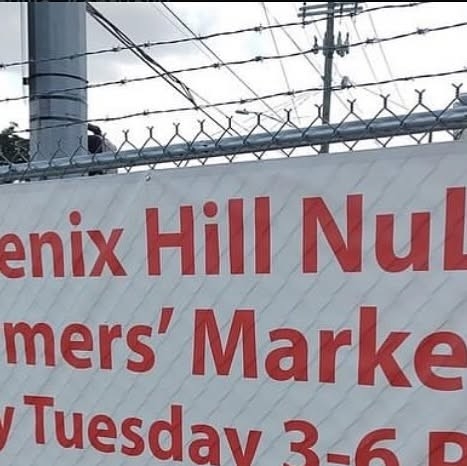 enix Hill NuL
mers' Marke
y Tuesday 3-6 P